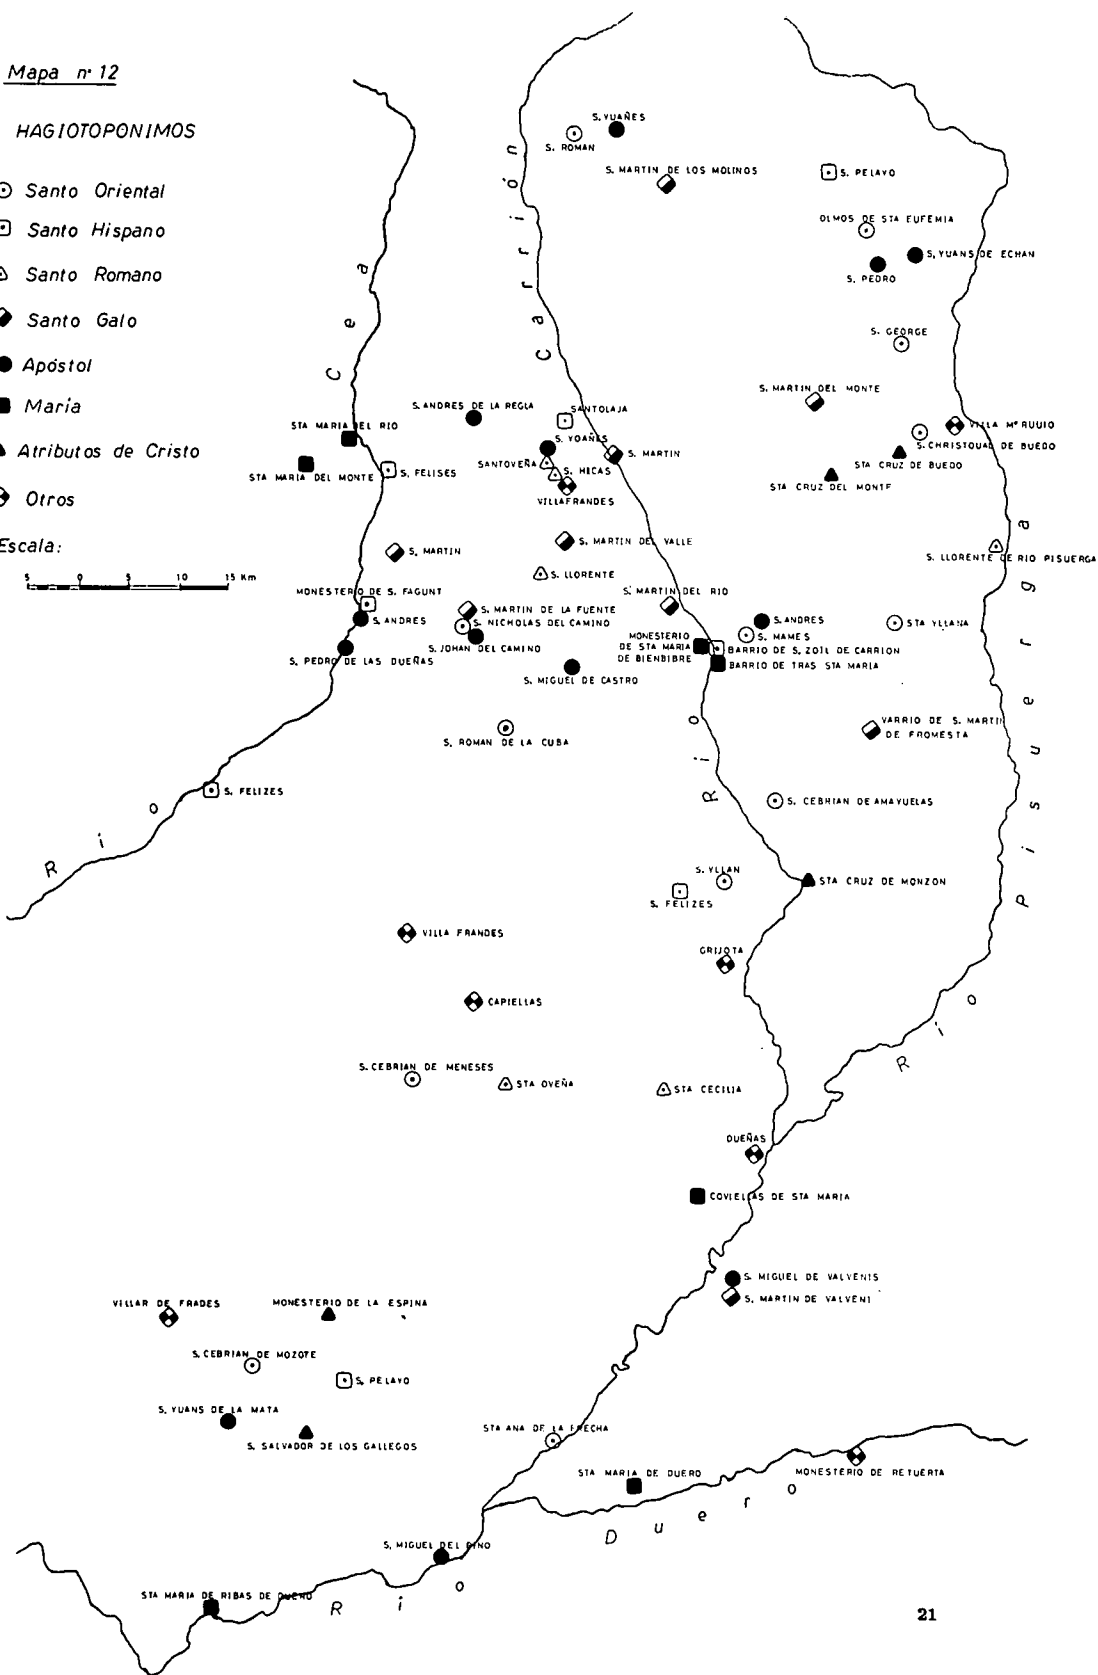 Mapa nº 12
HAGIOTOPONIMOS
Santo Oriental
Santo Hispano
Santo Romano
Santo Galo
Apóstol
María
Atributos de Cristo
Otros
Escala:
5 0 5 10 15 Km
S. YUAÑES
S. ROMAN
S. MARTIN DE LOS MOLINOS
S. PELAYO
OLMOS DE STA EUFEMIA
S. YUANS DE ECHAN
S. PEDRO
S. GEORGE
S. MARTIN DEL MONTE
S. ANDRES DE LA REGLA
SANTOLAJA
STA MARIA DEL RIO
VILLA Mª RUUIO
S. CHRISTOUAL DE BUEDO
S. YOAÑES
S. MARTIN
STA CRUZ DE BUEDO
SANTOVEÑA
S. HICAS
STA MARIA DEL MONTE
S. FELISES
STA CRUZ DEL MONTE
VILLAFRANDES
S. MARTIN DEL VALLE
S. MARTIN
S. LLORENTE DE RIO PISUERGA
S. LLORENTE
MONESTERIO DE S. FAGUNT
S. MARTIN DEL RIO
S. MARTIN DE LA FUENTE
S. ANDRES
S. NICHOLAS DEL CAMINO
S. ANDRES
STA YLLANA
S. MAMES
S. JOHAN DEL CAMINO
MONESTERIO
DE STA MARIA
DE BIENBIBRE
BARRIO DE S. ZOIL DE CARRION
BARRIO DE TRAS STA MARIA
S. PEDRO DE LAS DUEÑAS
S. MIGUEL DE CASTRO
VARRIO DE S. MARTIN
DE FROMESTA
S. ROMAN DE LA CUBA
S. FELIZES
S. CEBRIAN DE AMAYUELAS
S. YLLAN
STA CRUZ DE MONZON
S. FELIZES
VILLA FRANDES
GRIJOTA
CAPIELLAS
S. CEBRIAN DE MENESES
STA OVEÑA
STA CECILIA
DUEÑAS
COVIELLAS DE STA MARIA
S. MIGUEL DE VALVENIS
S. MARTIN DE VALVENI
VILLAR DE FRADES
MONESTERIO DE LA ESPINA
S. CEBRIAN DE MOZOTE
S. PELAYO
S. YUANS DE LA MATA
S. SALVADOR DE LOS GALLEGOS
STA ANA DE LA FRECHA
STA MARIA DE DUERO
MONESTERIO DE RETUERTA
S. MIGUEL DEL PINO
STA MARIA DE RIBAS DE DUERO
Río Cea
Río Carrión
Río Pisuerga
Río Duero
21